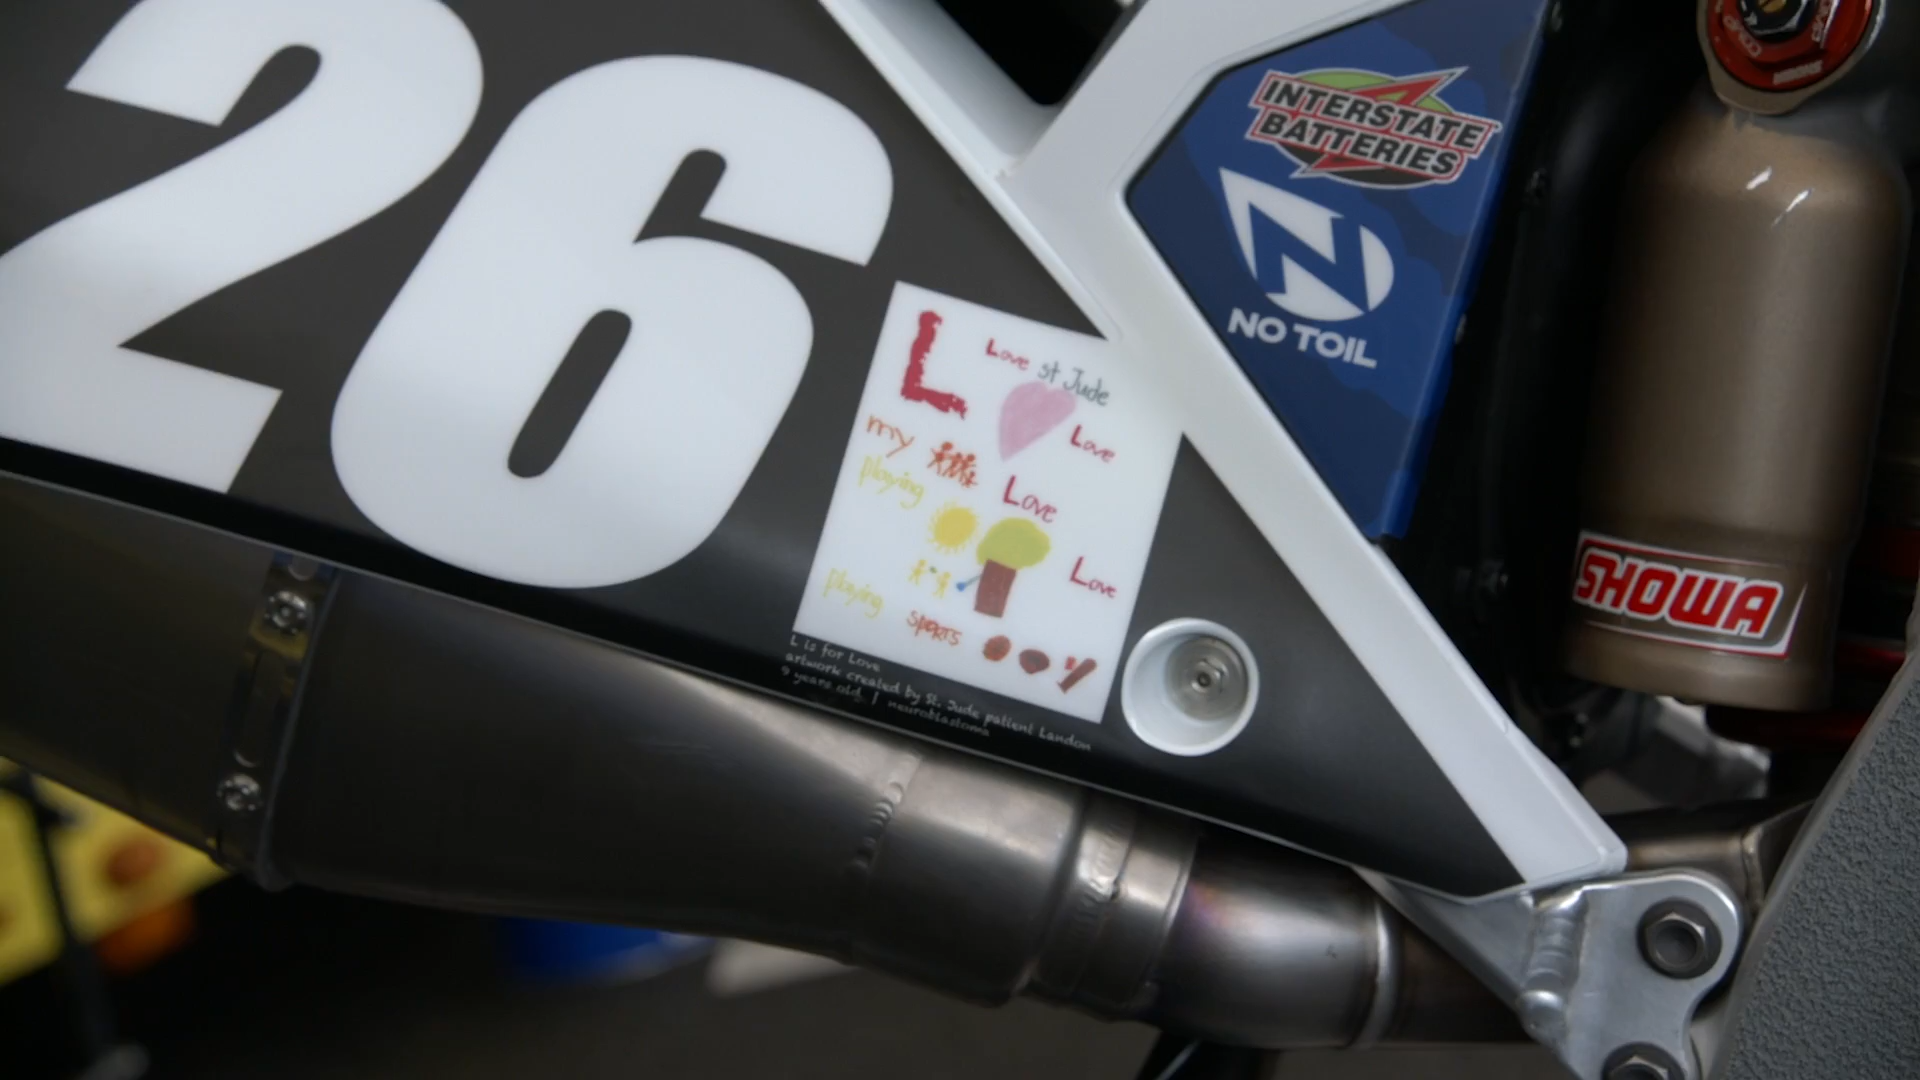 26
INTERSTATE
BATTERIES
NO TOIL
SHOWA
L
Love st Jude
Love
my
playing
Love
Love
playing
sports
L is for Love
artwork created by St. Jude patient Landon
9 years old | neuroblastoma